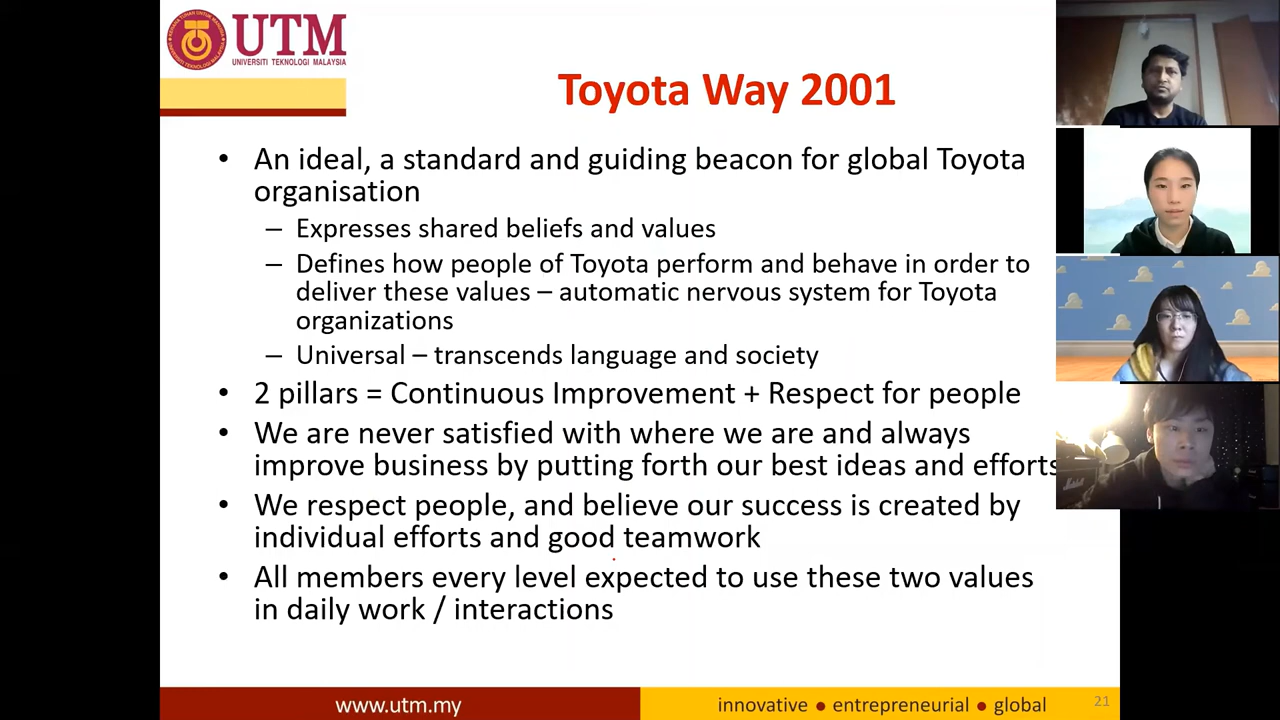 UTM
UNIVERSITI TEKNOLOGI MALAYSIA
Toyota Way 2001
• An ideal, a standard and guiding beacon for global Toyota
organisation
– Expresses shared beliefs and values
– Defines how people of Toyota perform and behave in order to
deliver these values – automatic nervous system for Toyota
organizations
– Universal – transcends language and society
• 2 pillars = Continuous Improvement + Respect for people
• We are never satisfied with where we are and always
improve business by putting forth our best ideas and efforts
• We respect people, and believe our success is created by
individual efforts and good teamwork
• All members every level expected to use these two values
in daily work / interactions
www.utm.my
innovative ● entrepreneurial ● global
21